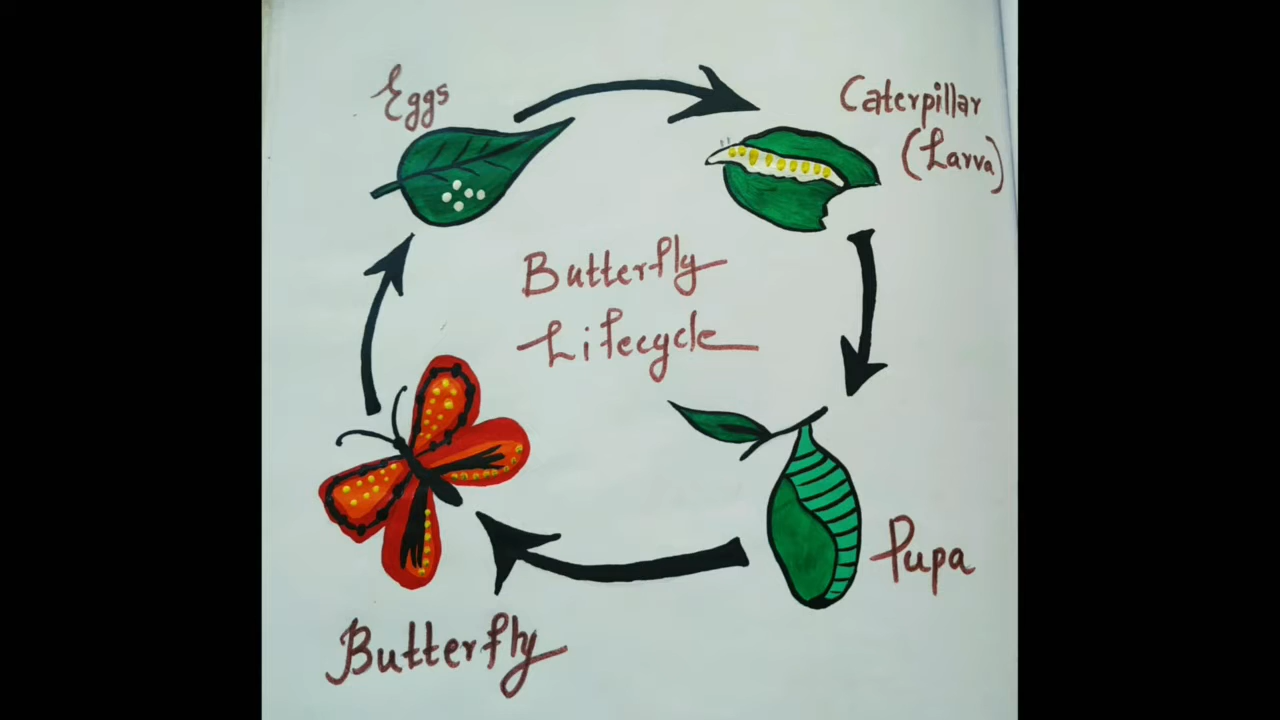 Eggs
Caterpillar
(Larva)
Butterfly
Lifecycle
Pupa
Butterfly